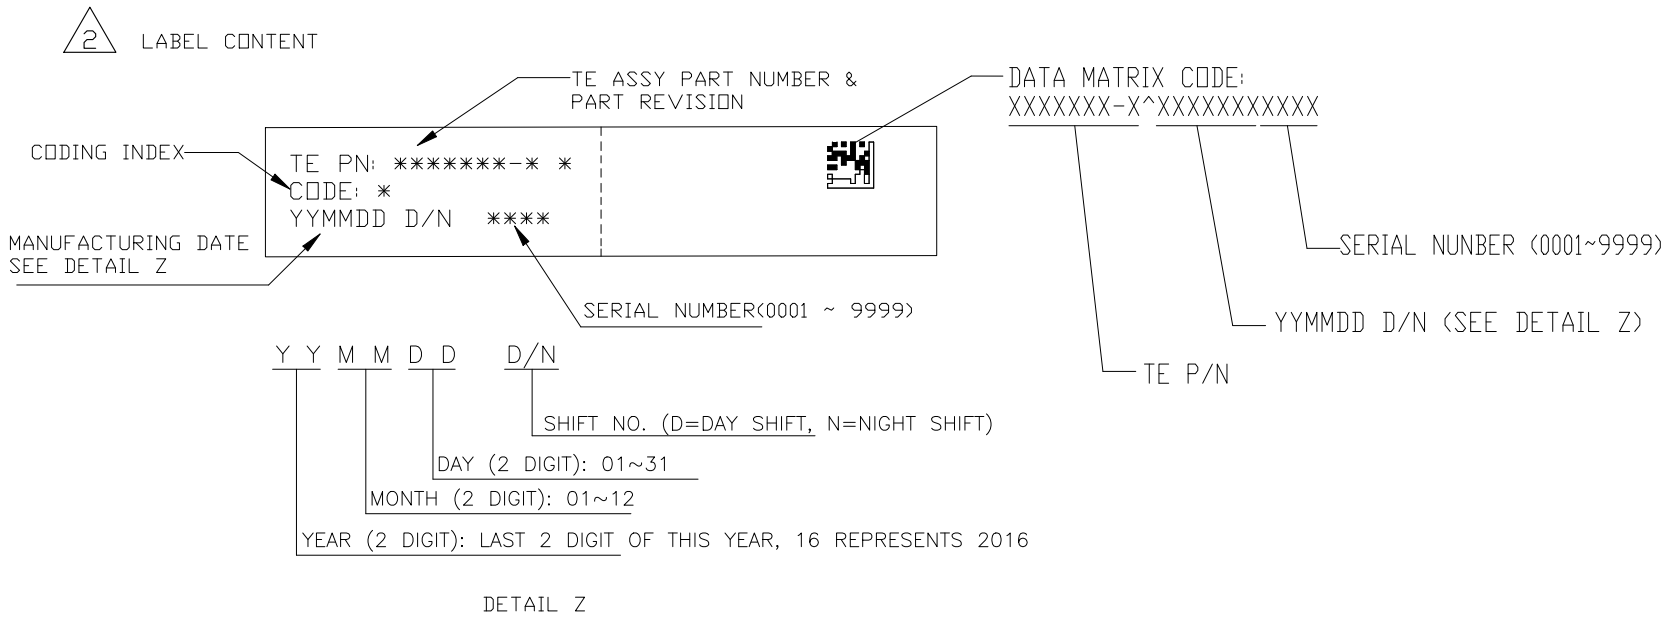 2
LABEL CONTENT
TE ASSY PART NUMBER &
PART REVISION
CODING INDEX
TE PN: *******-* *
CODE: *
YYMMDD D/N ****
MANUFACTURING DATE
SEE DETAIL Z
SERIAL NUMBER(0001 ~ 9999)
DATA MATRIX CODE:
XXXXXXX-X^XXXXXXXXXXX
SERIAL NUNBER (0001~9999)
YYMMDD D/N (SEE DETAIL Z)
TE P/N
Y Y M M D D D/N
SHIFT NO. (D=DAY SHIFT, N=NIGHT SHIFT)
DAY (2 DIGIT): 01~31
MONTH (2 DIGIT): 01~12
YEAR (2 DIGIT): LAST 2 DIGIT OF THIS YEAR, 16 REPRESENTS 2016
DETAIL Z